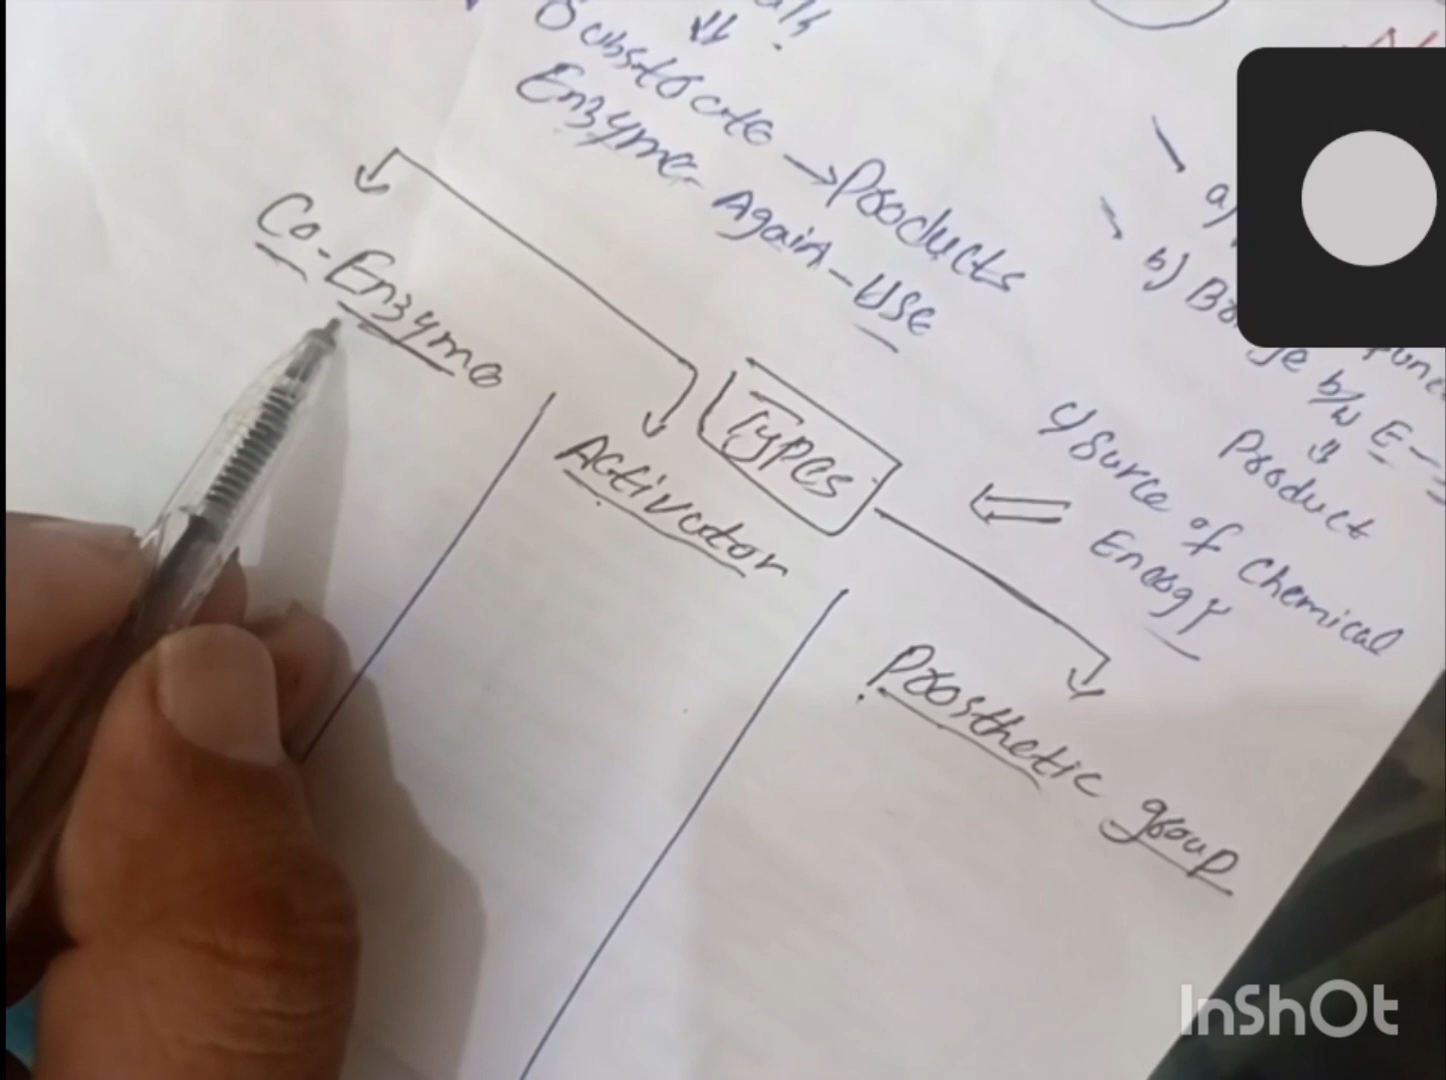 Substrate → Products
Enzyme Again-Use
a)
b)
b/w E-
Product
c) Surce of Chemical
Energy
Types
Co-Enzyme
Activator
Prosthetic group
InShOt